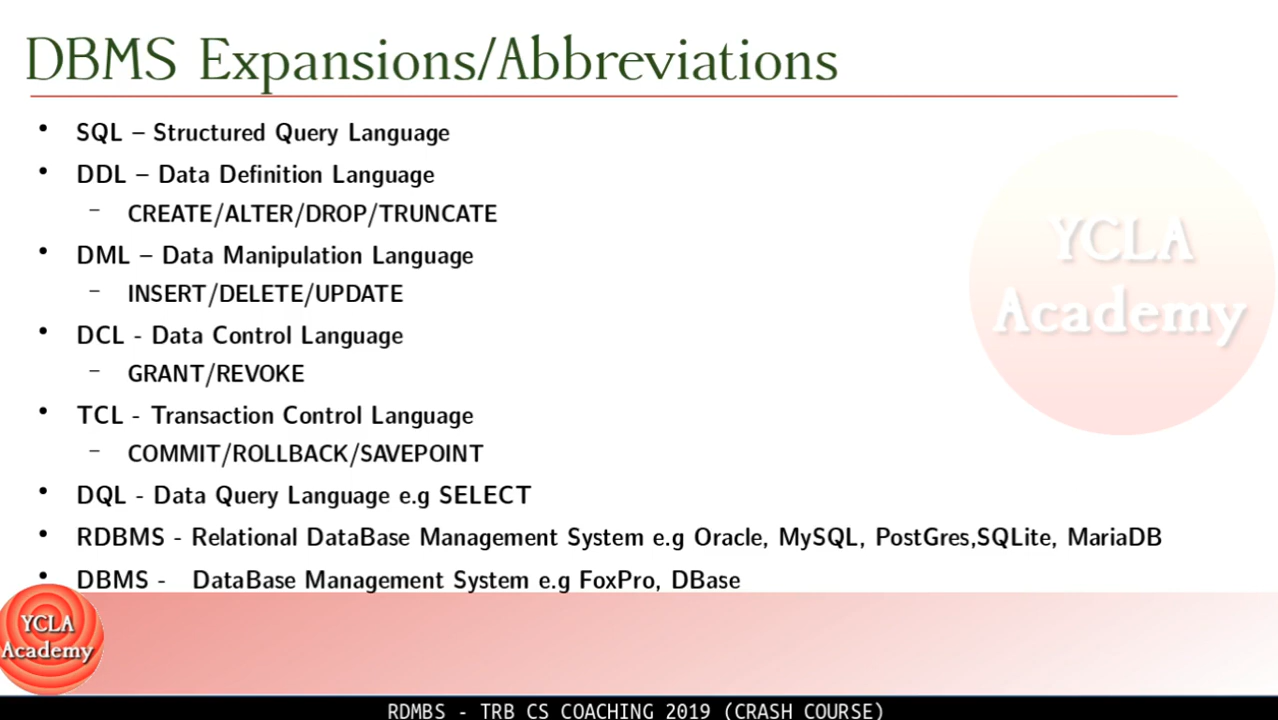 DBMS Expansions/Abbreviations
• SQL – Structured Query Language
• DDL – Data Definition Language
– CREATE/ALTER/DROP/TRUNCATE
• DML – Data Manipulation Language
– INSERT/DELETE/UPDATE
• DCL - Data Control Language
– GRANT/REVOKE
• TCL - Transaction Control Language
– COMMIT/ROLLBACK/SAVEPOINT
• DQL - Data Query Language e.g SELECT
• RDBMS - Relational DataBase Management System e.g Oracle, MySQL, PostGres,SQLite, MariaDB
• DBMS - DataBase Management System e.g FoxPro, DBase
YCLA
Academy
YCLA
Academy
RDMBS - TRB CS COACHING 2019 (CRASH COURSE)